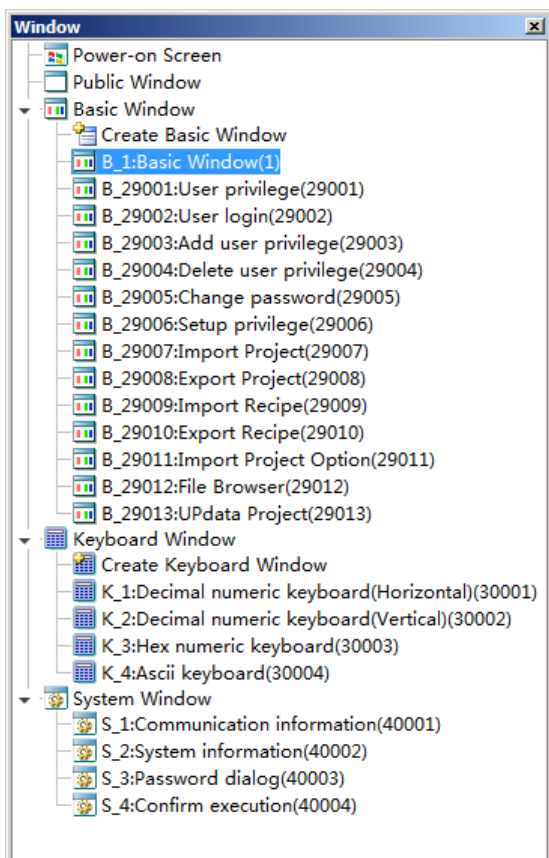 Window
Power-on Screen
Public Window
Basic Window
Create Basic Window
B_1:Basic Window(1)
B_29001:User privilege(29001)
B_29002:User login(29002)
B_29003:Add user privilege(29003)
B_29004:Delete user privilege(29004)
B_29005:Change password(29005)
B_29006:Setup privilege(29006)
B_29007:Import Project(29007)
B_29008:Export Project(29008)
B_29009:Import Recipe(29009)
B_29010:Export Recipe(29010)
B_29011:Import Project Option(29011)
B_29012:File Browser(29012)
B_29013:UPdata Project(29013)
Keyboard Window
Create Keyboard Window
K_1:Decimal numeric keyboard(Horizontal)(30001)
K_2:Decimal numeric keyboard(Vertical)(30002)
K_3:Hex numeric keyboard(30003)
K_4:Ascii keyboard(30004)
System Window
S_1:Communication information(40001)
S_2:System information(40002)
S_3:Password dialog(40003)
S_4:Confirm execution(40004)